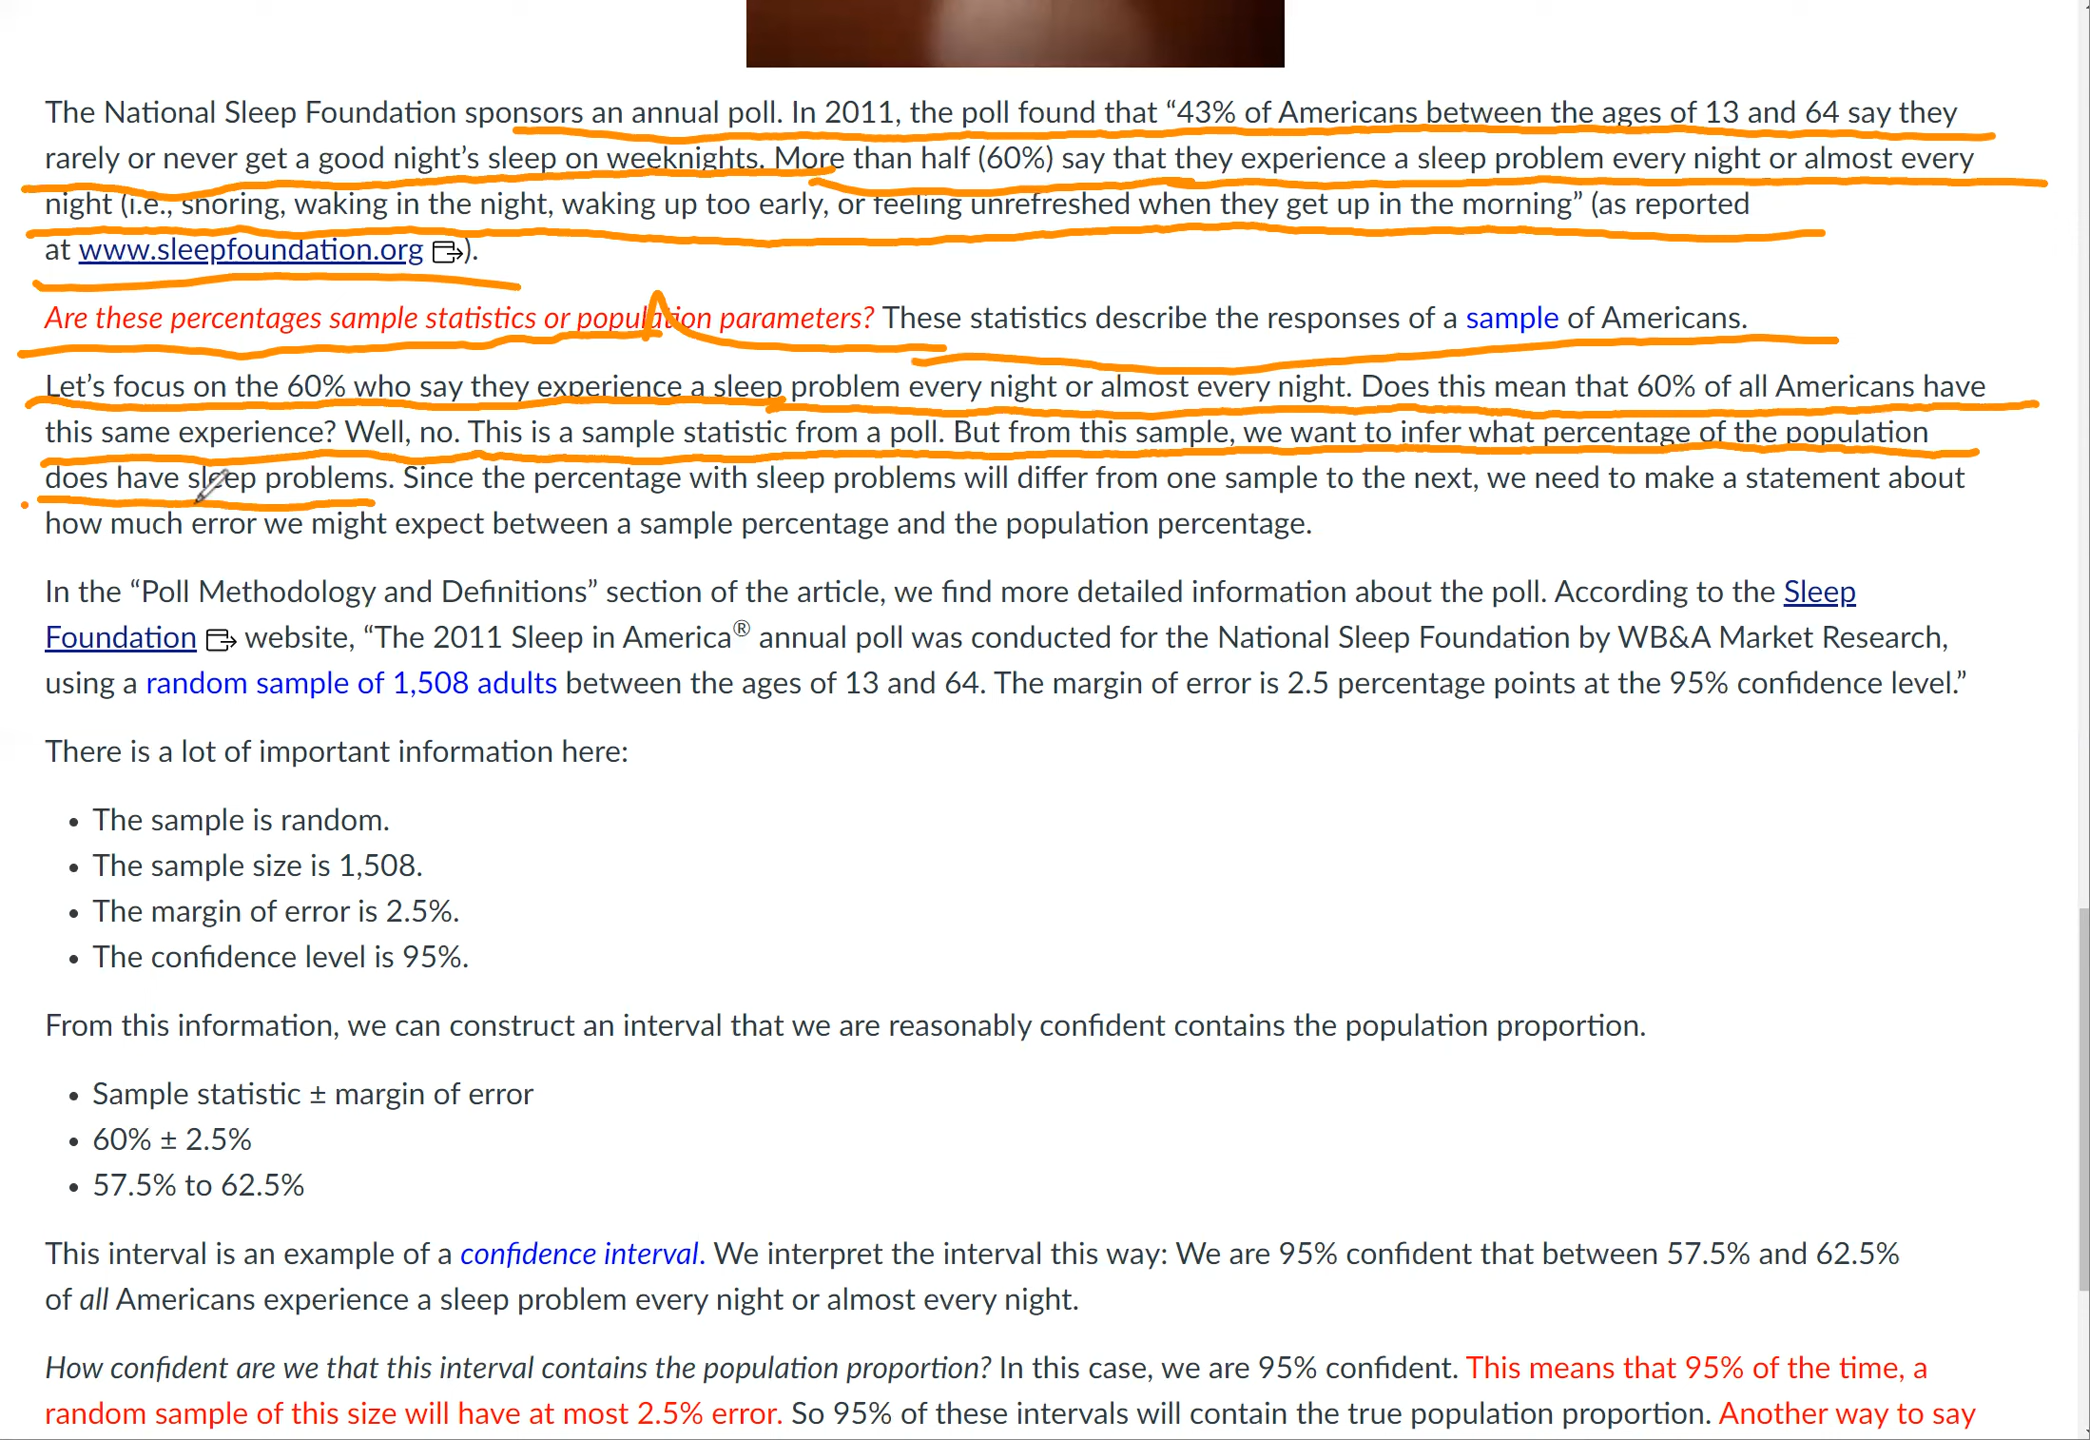 The National Sleep Foundation sponsors an annual poll. In 2011, the poll found that “43% of Americans between the ages of 13 and 64 say they
rarely or never get a good night’s sleep on weeknights. More than half (60%) say that they experience a sleep problem every night or almost every
night (i.e., snoring, waking in the night, waking up too early, or feeling unrefreshed when they get up in the morning” (as reported
at www.sleepfoundation.org).
Are these percentages sample statistics or population parameters? These statistics describe the responses of a sample of Americans.
Let’s focus on the 60% who say they experience a sleep problem every night or almost every night. Does this mean that 60% of all Americans have
this same experience? Well, no. This is a sample statistic from a poll. But from this sample, we want to infer what percentage of the population
does have sleep problems. Since the percentage with sleep problems will differ from one sample to the next, we need to make a statement about
how much error we might expect between a sample percentage and the population percentage.
In the “Poll Methodology and Definitions” section of the article, we find more detailed information about the poll. According to the Sleep
Foundation website, “The 2011 Sleep in America® annual poll was conducted for the National Sleep Foundation by WB&A Market Research,
using a random sample of 1,508 adults between the ages of 13 and 64. The margin of error is 2.5 percentage points at the 95% confidence level.”
There is a lot of important information here:
• The sample is random.
• The sample size is 1,508.
• The margin of error is 2.5%.
• The confidence level is 95%.
From this information, we can construct an interval that we are reasonably confident contains the population proportion.
• Sample statistic ± margin of error
• 60% ± 2.5%
• 57.5% to 62.5%
This interval is an example of a confidence interval. We interpret the interval this way: We are 95% confident that between 57.5% and 62.5%
of all Americans experience a sleep problem every night or almost every night.
How confident are we that this interval contains the population proportion? In this case, we are 95% confident. This means that 95% of the time, a
random sample of this size will have at most 2.5% error. So 95% of these intervals will contain the true population proportion. Another way to say